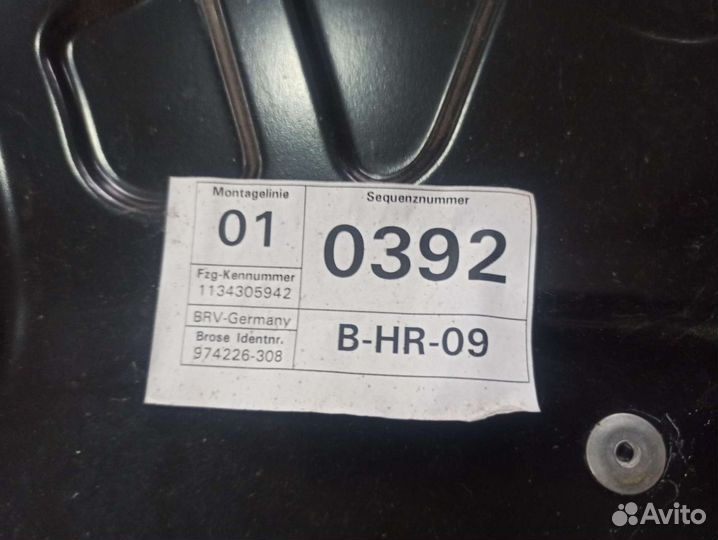 Montagelinie
01
Sequenznummer
0392
Fzg-Kennummer
1134305942
BRV-Germany
Brose Identnr.
974226-308
B-HR-09
Avito